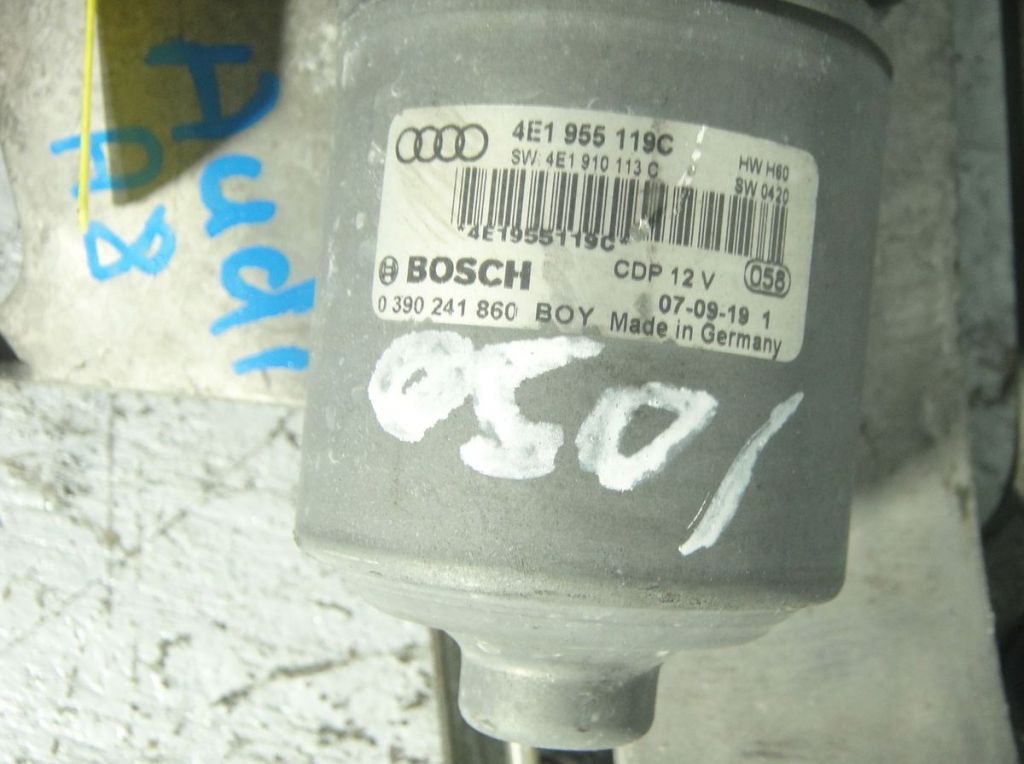 4E1 955 119C
SW: 4E1 910 113 C
HW H60
SW 0420
*4E1955119C*
BOSCH
CDP 12 V
058
0 390 241 860 BOY
07-09-19 1
Made in Germany
1050
Audi
A8